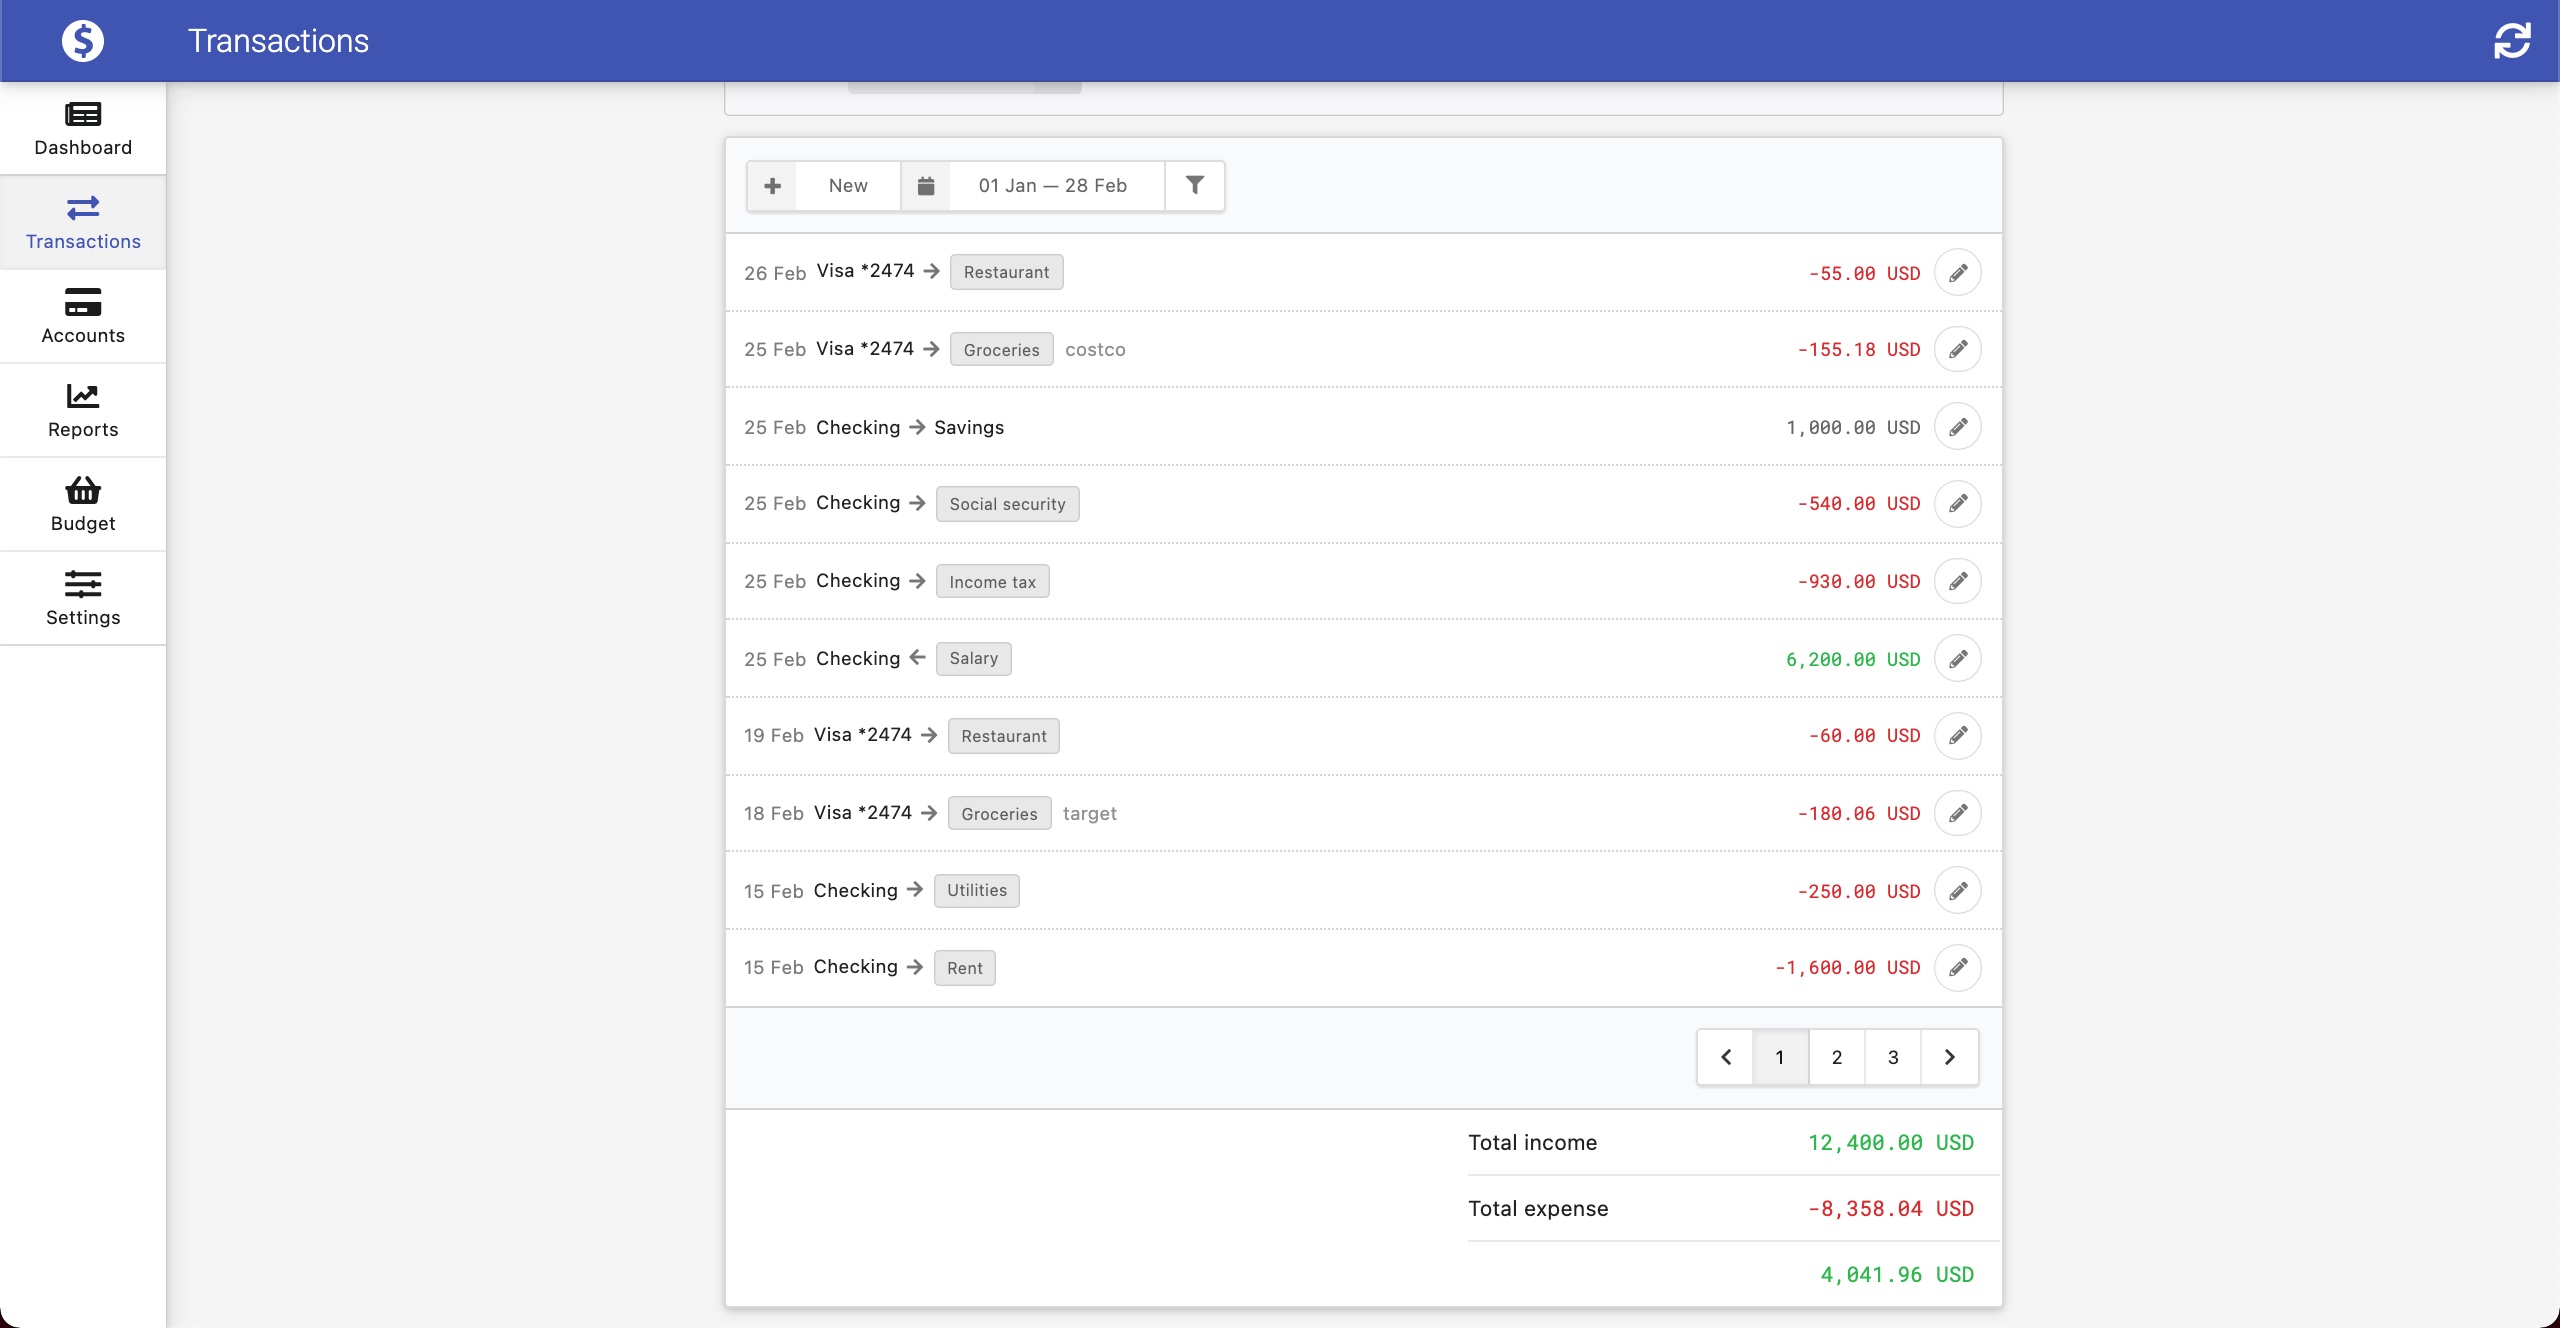 Transactions
Dashboard
Transactions
Accounts
Reports
Budget
Settings
New 01 Jan — 28 Feb
26 Feb Visa *2474 → Restaurant -55.00 USD
25 Feb Visa *2474 → Groceries costco -155.18 USD
25 Feb Checking → Savings 1,000.00 USD
25 Feb Checking → Social security -540.00 USD
25 Feb Checking → Income tax -930.00 USD
25 Feb Checking ← Salary 6,200.00 USD
19 Feb Visa *2474 → Restaurant -60.00 USD
18 Feb Visa *2474 → Groceries target -180.06 USD
15 Feb Checking → Utilities -250.00 USD
15 Feb Checking → Rent -1,600.00 USD
1 2 3
Total income 12,400.00 USD
Total expense -8,358.04 USD
4,041.96 USD